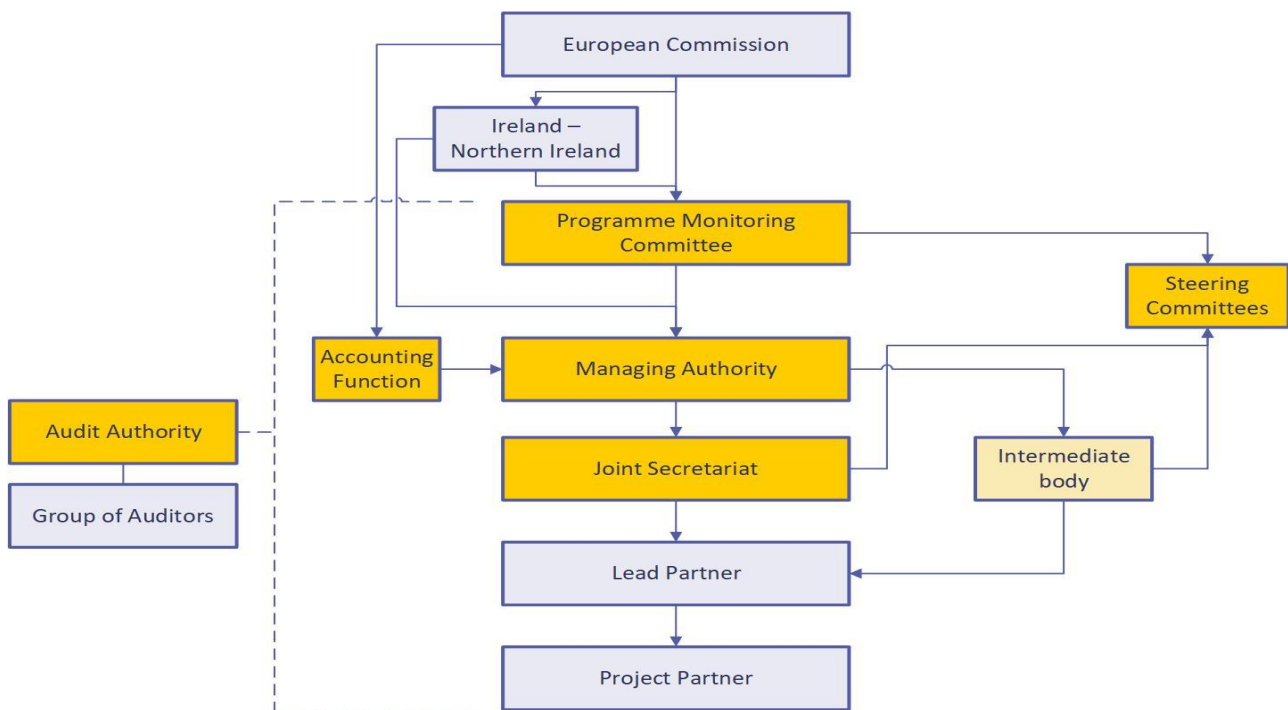 European Commission
Ireland –
Northern Ireland
Programme Monitoring
Committee
Steering
Committees
Accounting
Function
Managing Authority
Audit Authority
Joint Secretariat
Intermediate
body
Group of Auditors
Lead Partner
Project Partner